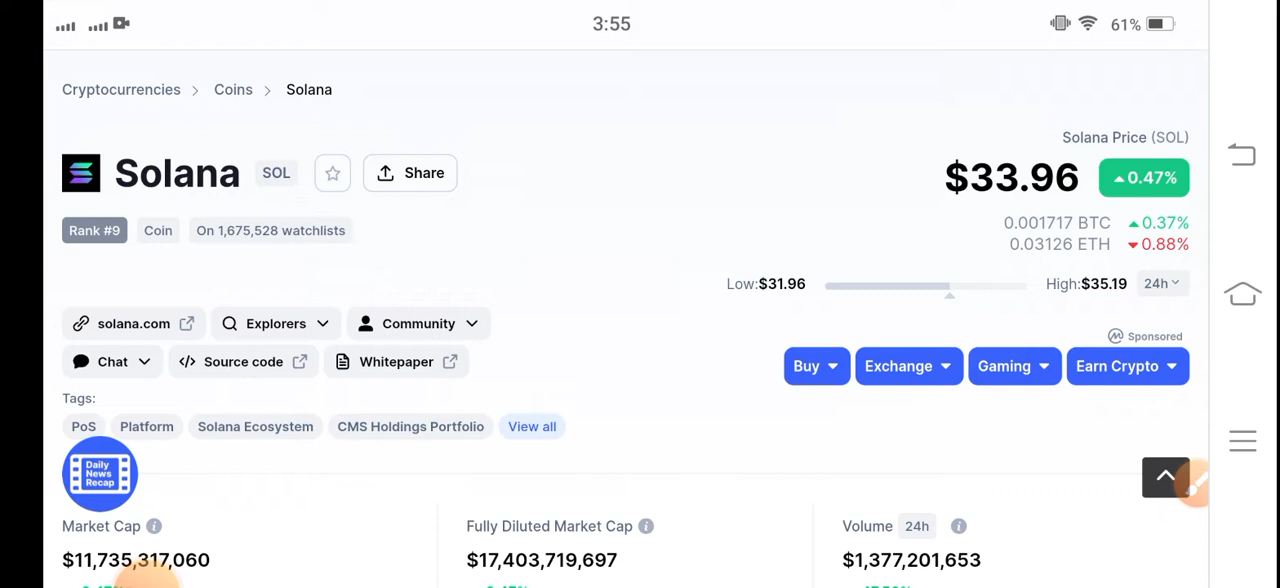 3:55
61%
Cryptocurrencies > Coins > Solana
Solana Price (SOL)
Solana SOL Share
$33.96 0.47%
Rank #9 Coin On 1,675,528 watchlists
0.001717 BTC 0.37%
0.03126 ETH 0.88%
Low:$31.96 High:$35.19 24h
solana.com Explorers Community
Sponsored
Chat Source code Whitepaper
Buy Exchange Gaming Earn Crypto
Tags:
PoS Platform Solana Ecosystem CMS Holdings Portfolio View all
Daily
News
Recap
Market Cap Fully Diluted Market Cap Volume 24h
$11,735,317,060 $17,403,719,697 $1,377,201,653